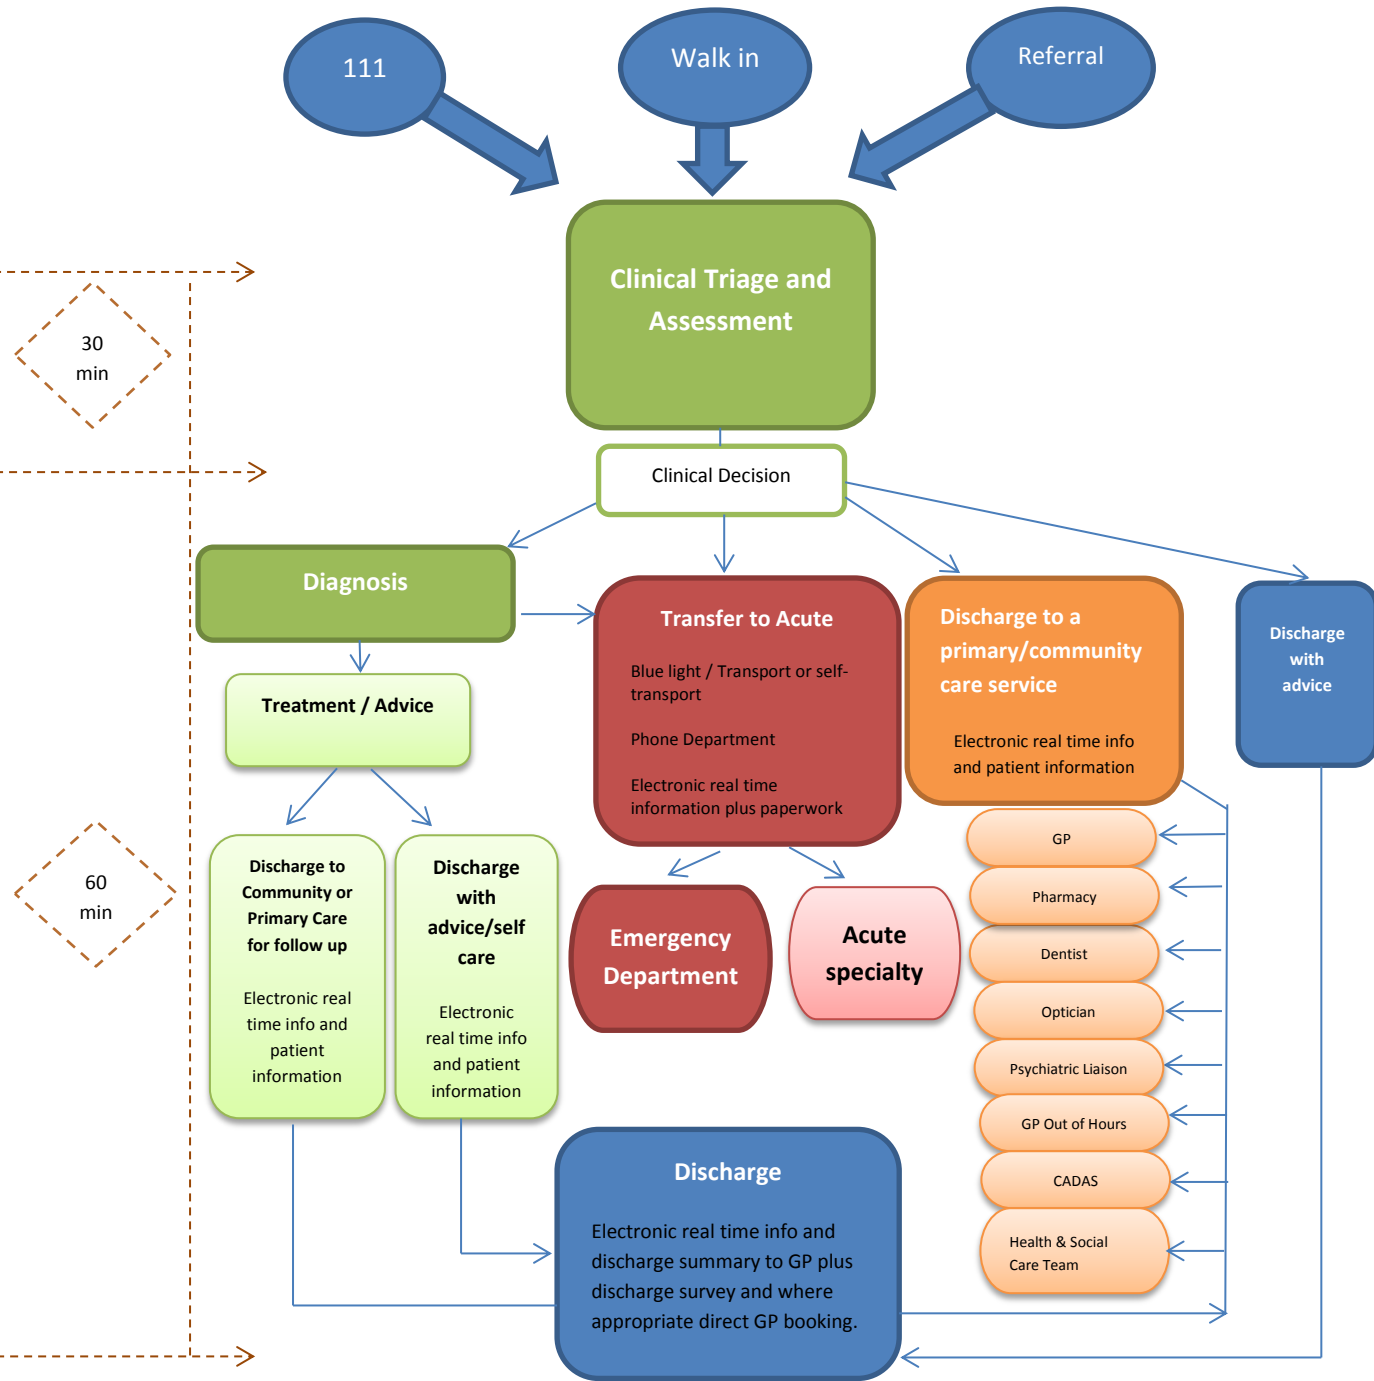 111
Walk in
Referral
Clinical Triage and
Assessment
30
min
Clinical Decision
Diagnosis
Transfer to Acute
Blue light / Transport or self-
transport
Phone Department
Electronic real time
information plus paperwork
Discharge to a
primary/community
care service
Electronic real time info
and patient information
Discharge
with
advice
Treatment / Advice
60
min
Discharge to
Community or
Primary Care
for follow up
Electronic real
time info and
patient
information
Discharge
with
advice/self
care
Electronic
real time info
and patient
information
Emergency
Department
Acute
specialty
GP
Pharmacy
Dentist
Optician
Psychiatric Liaison
GP Out of Hours
CADAS
Health & Social
Care Team
Discharge
Electronic real time info and
discharge summary to GP plus
discharge survey and where
appropriate direct GP booking.